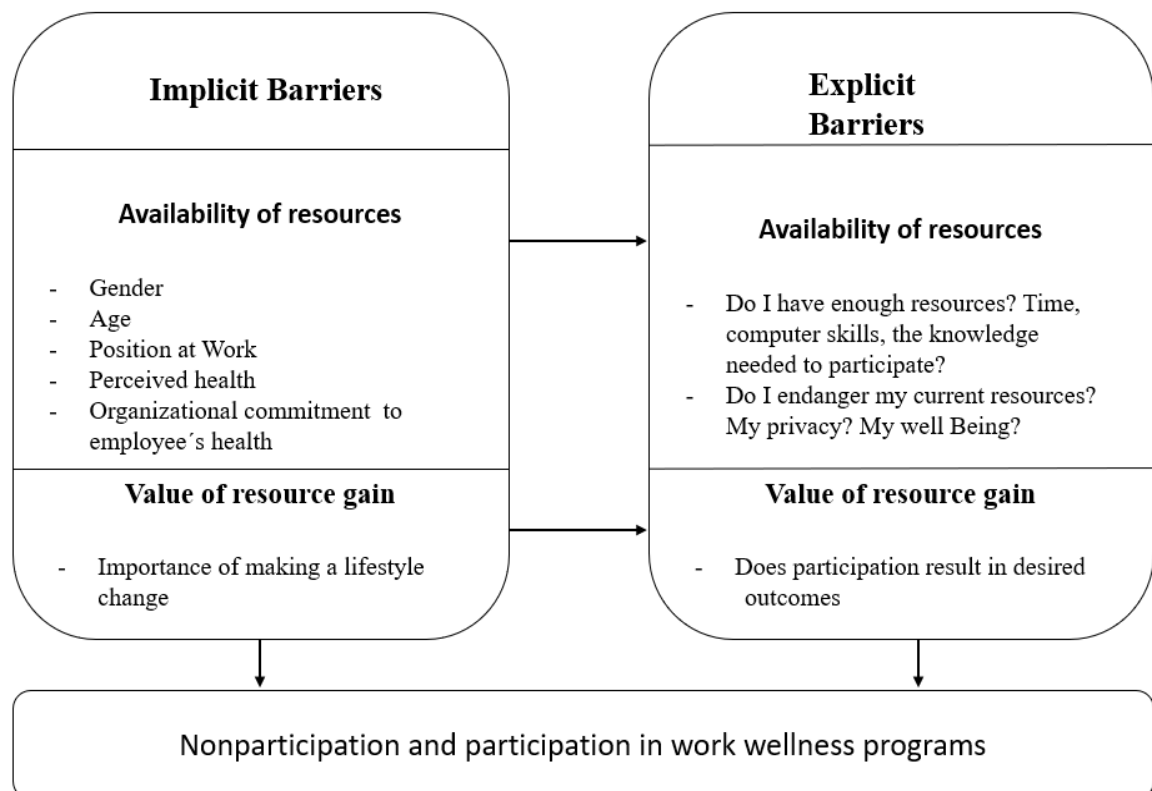 Implicit Barriers
Availability of resources
- Gender
- Age
- Position at Work
- Perceived health
- Organizational commitment to
employee´s health
Value of resource gain
- Importance of making a lifestyle
change
Explicit
Barriers
Availability of resources
- Do I have enough resources? Time,
computer skills, the knowledge
needed to participate?
- Do I endanger my current resources?
My privacy? My well Being?
Value of resource gain
- Does participation result in desired
outcomes
Nonparticipation and participation in work wellness programs